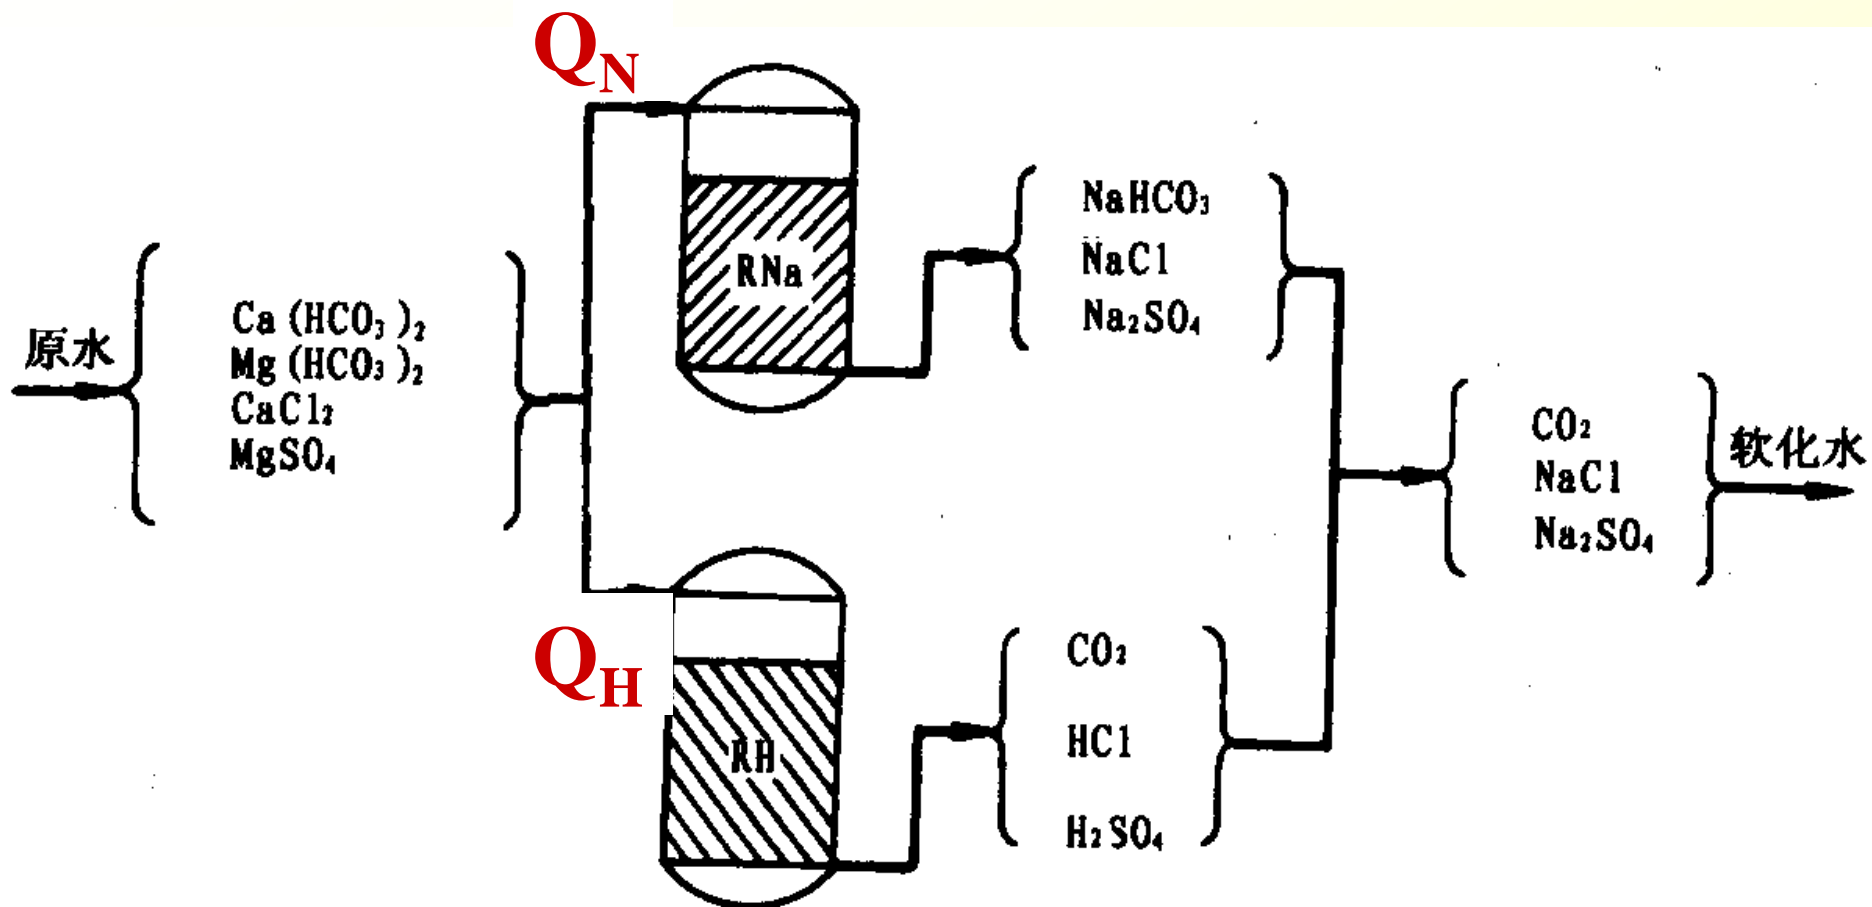 Q_N
原水
Ca(HCO₃)₂
Mg(HCO₃)₂
CaCl₂
MgSO₄
RNa
NaHCO₃
NaCl
Na₂SO₄
Q_H
RH
CO₂
HCl
H₂SO₄
CO₂
NaCl
Na₂SO₄
软化水